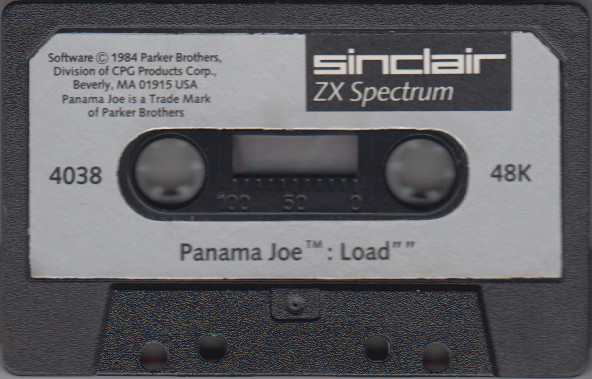 Software © 1984 Parker Brothers,
Division of CPG Products Corp.,
Beverly, MA 01915 USA
Panama Joe is a Trade Mark
of Parker Brothers
sinclair
ZX Spectrum
4038
48K
100 50 0
Panama Joe™ : Load""